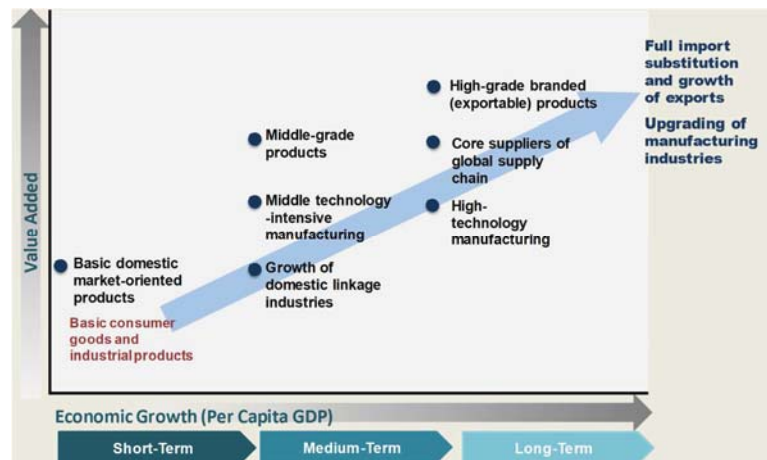 Full import
substitution
and growth
of exports
Upgrading of
manufacturing
industries
High-grade branded
(exportable) products
Core suppliers of
global supply
chain
High-
technology
manufacturing
Middle-grade
products
Middle technology
-intensive
manufacturing
Growth of
domestic linkage
industries
Basic domestic
market-oriented
products
Basic consumer
goods and
industrial products
Value Added
Economic Growth (Per Capita GDP)
Short-Term
Medium-Term
Long-Term